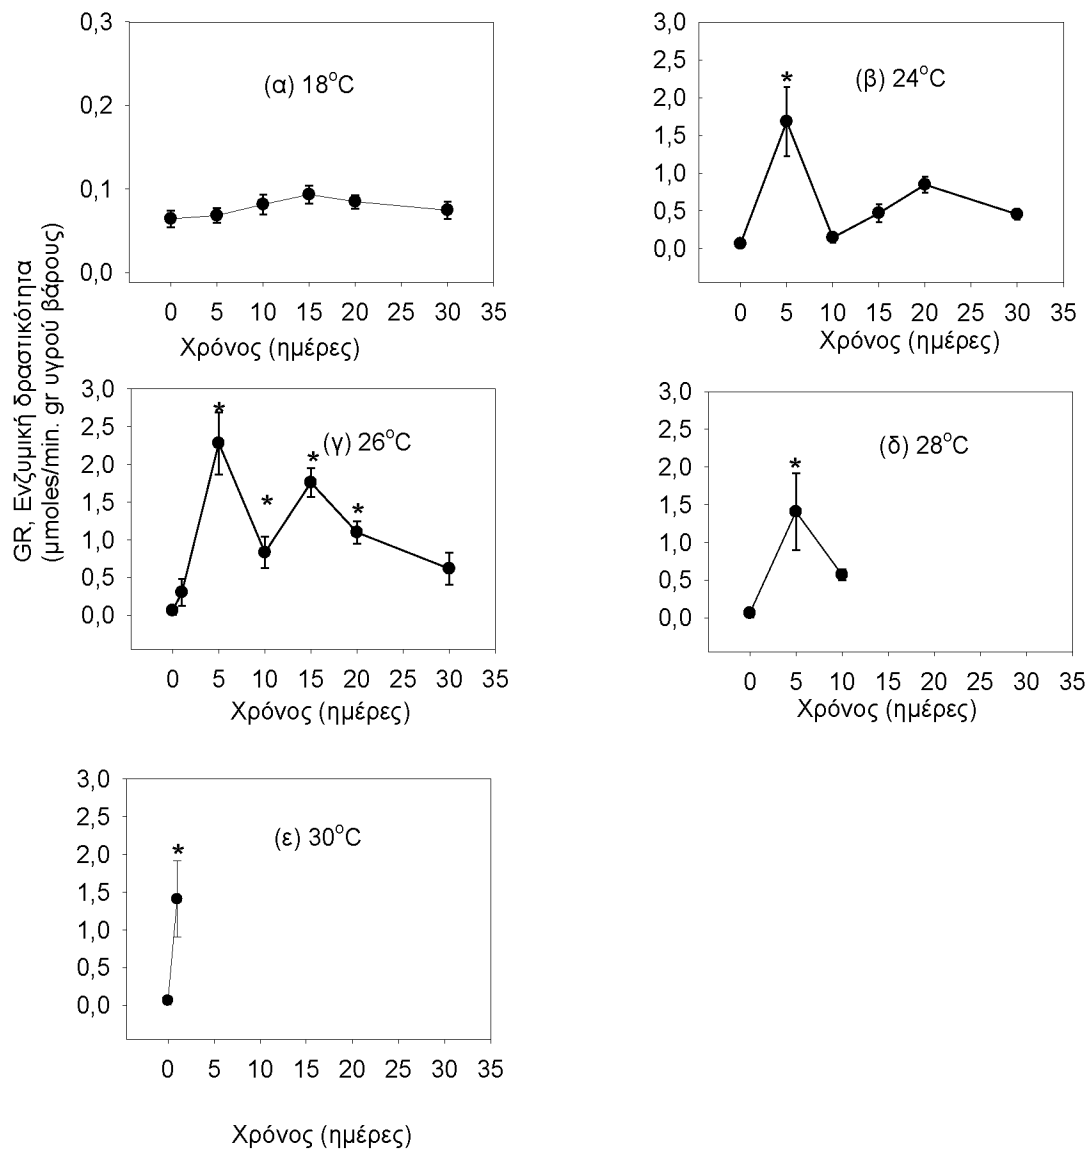 GR, Ενζυμική δραστικότητα
(μmoles/min. gr υγρού βάρους)
0,3
0,2
0,1
0,0
(α) 18°C
0 5 10 15 20 25 30 35
Χρόνος (ημέρες)
3,0
2,5
2,0
1,5
1,0
0,5
0,0
*
(β) 24°C
0 5 10 15 20 25 30 35
Χρόνος (ημέρες)
3,0
2,5
2,0
1,5
1,0
0,5
0,0
* * * *
(γ) 26°C
0 5 10 15 20 25 30 35
Χρόνος (ημέρες)
3,0
2,5
2,0
1,5
1,0
0,5
0,0
*
(δ) 28°C
0 5 10 15 20 25 30 35
Χρόνος (ημέρες)
3,0
2,5
2,0
1,5
1,0
0,5
0,0
*
(ε) 30°C
0 5 10 15 20 25 30 35
Χρόνος (ημέρες)